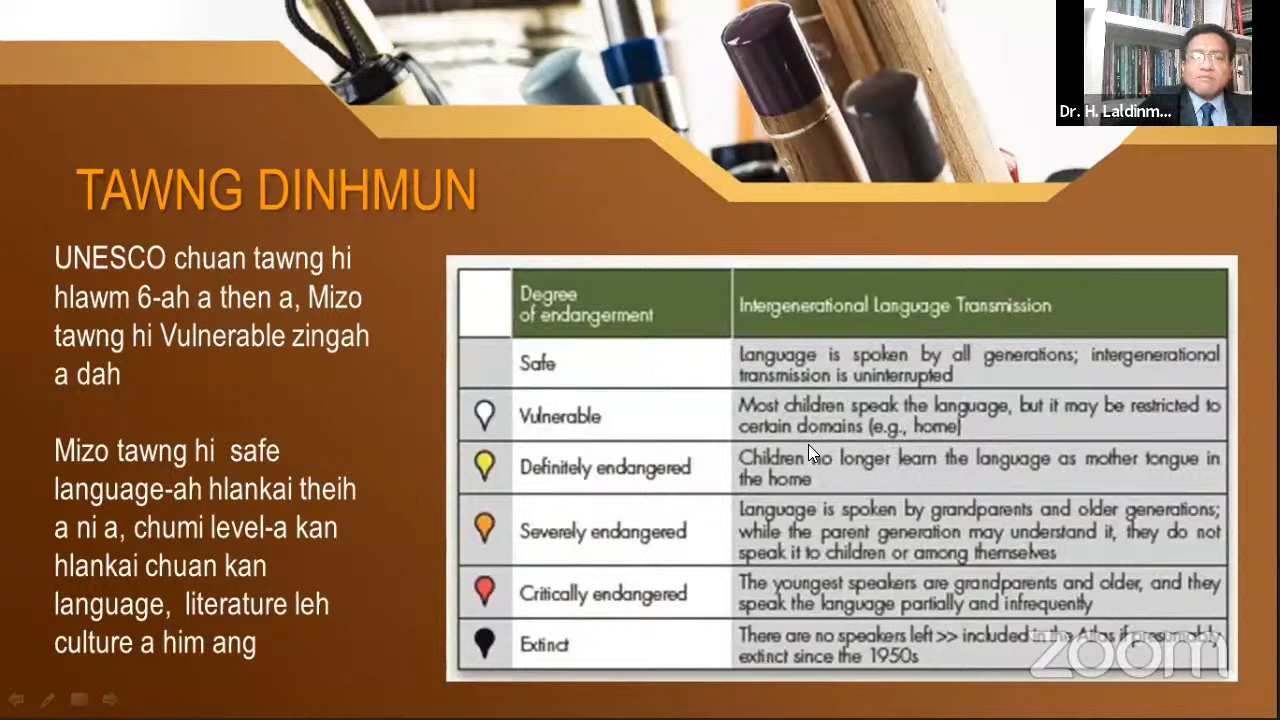 Dr. H. Laldinm...
TAWNG DINHMUN
UNESCO chuan tawng hi
hlawm 6-ah a then a, Mizo
tawng hi Vulnerable zingah
a dah
Mizo tawng hi safe
language-ah hlankai theih
a ni a, chumi level-a kan
hlankai chuan kan
language, literature leh
culture a him ang
Degree
of endangerment
Intergenerational Language Transmission
Safe
Language is spoken by all generations; intergenerational
transmission is uninterrupted
Vulnerable
Most children speak the language, but it may be restricted to
certain domains (e.g., home)
Definitely endangered
Children no longer learn the language as mother tongue in
the home
Severely endangered
Language is spoken by grandparents and older generations;
while the parent generation may understand it, they do not
speak it to children or among themselves
Critically endangered
The youngest speakers are grandparents and older, and they
speak the language partially and infrequently
Extinct
There are no speakers left >> included in the Atlas if presumably
extinct since the 1950s
zoom